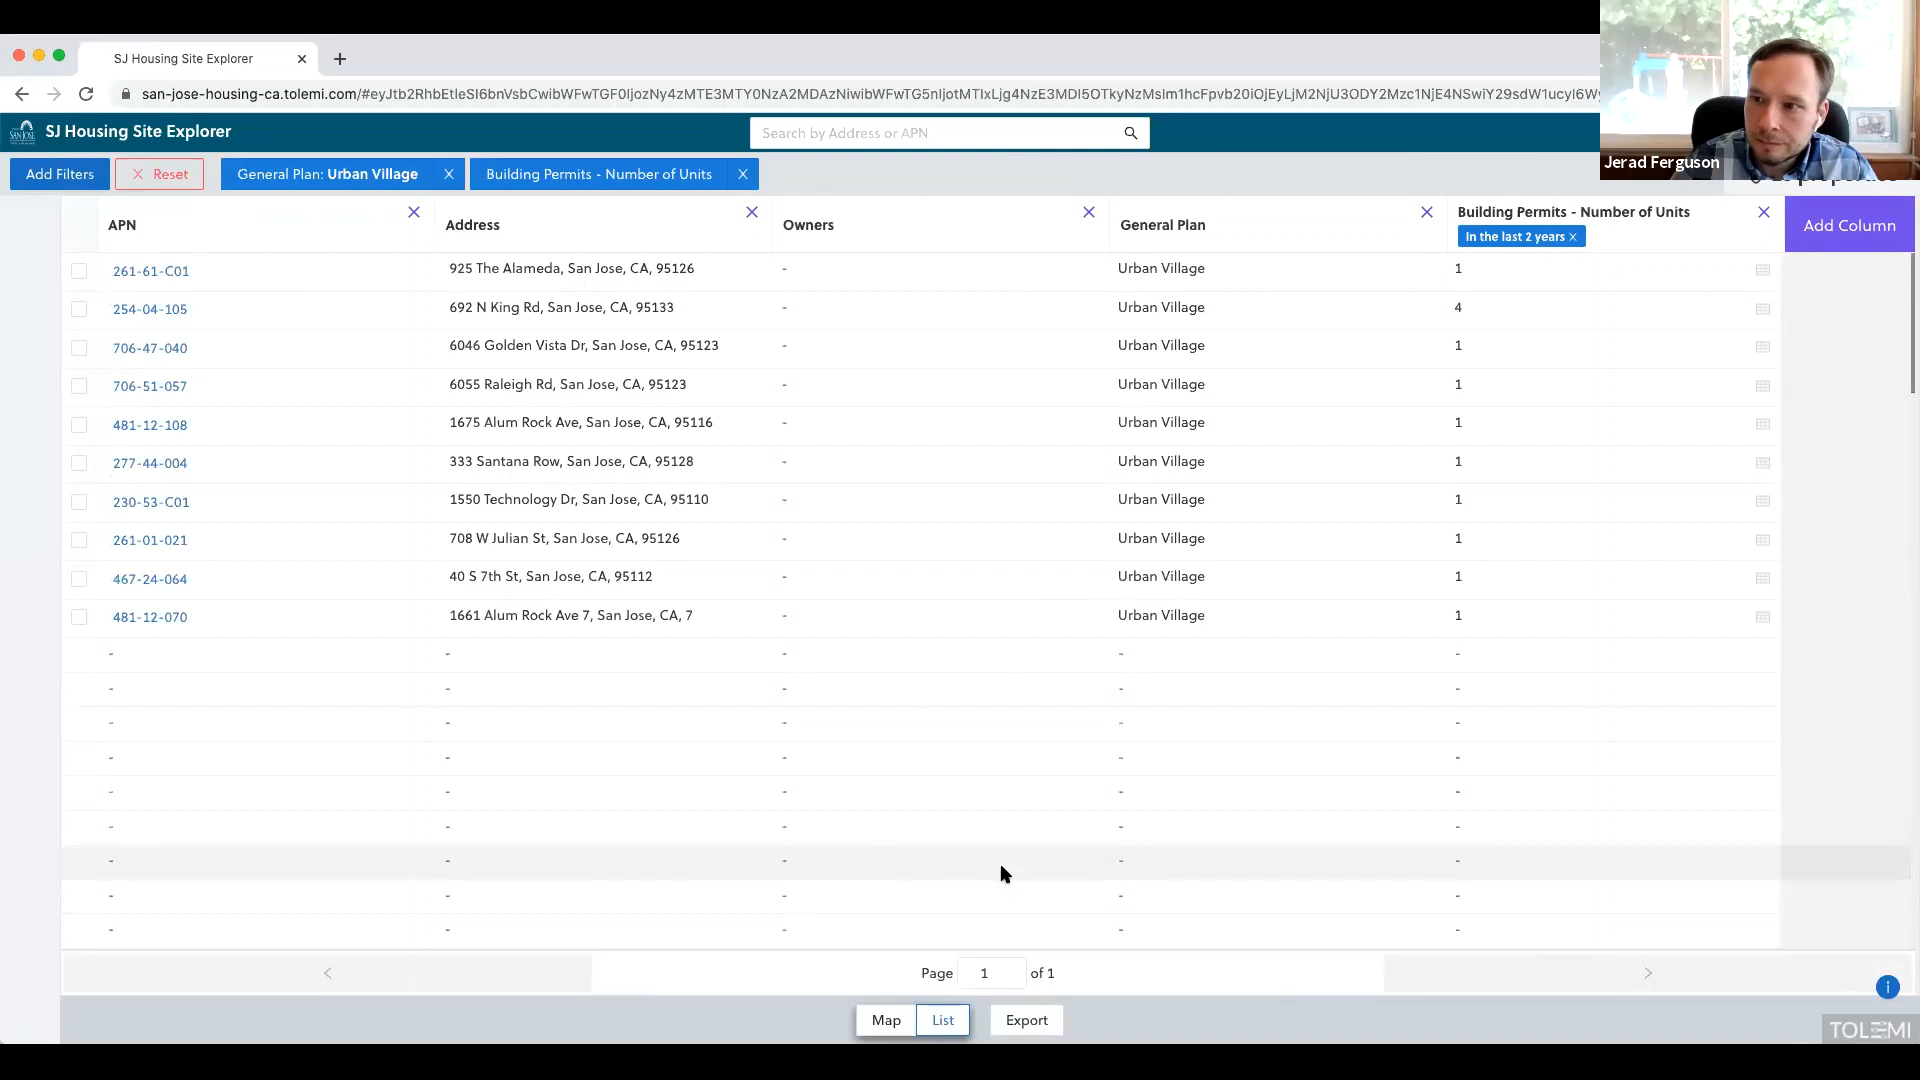 SJ Housing Site Explorer
san-jose-housing-ca.tolemi.com/#eyJtb2RhbEtleSI6bnVsbCwibWFwTGF0IjozNy4zMTE3MTY0NzA2MDAzNiwibWFwTG5nIjotMTIxLjg4NzE3MDI5OTkyNzMsIm1hcFpvb20iOjEyLjM2NjU3ODY2Mzc1NjE4NSwiY29sdW1ucyI6W
SAN JOSE
SJ Housing Site Explorer
Search by Address or APN
Jerad Ferguson
Add Filters
Reset
General Plan: Urban Village X
Building Permits - Number of Units X
APN
Address
Owners
General Plan
Building Permits - Number of Units
In the last 2 years x
Add Column
261-61-C01 925 The Alameda, San Jose, CA, 95126 - Urban Village 1
254-04-105 692 N King Rd, San Jose, CA, 95133 - Urban Village 4
706-47-040 6046 Golden Vista Dr, San Jose, CA, 95123 - Urban Village 1
706-51-057 6055 Raleigh Rd, San Jose, CA, 95123 - Urban Village 1
481-12-108 1675 Alum Rock Ave, San Jose, CA, 95116 - Urban Village 1
277-44-004 333 Santana Row, San Jose, CA, 95128 - Urban Village 1
230-53-C01 1550 Technology Dr, San Jose, CA, 95110 - Urban Village 1
261-01-021 708 W Julian St, San Jose, CA, 95126 - Urban Village 1
467-24-064 40 S 7th St, San Jose, CA, 95112 - Urban Village 1
481-12-070 1661 Alum Rock Ave 7, San Jose, CA, 7 - Urban Village 1
- - - - -
- - - - -
- - - - -
- - - - -
- - - - -
- - - - -
- - - - -
- - - - -
- - - - -
Page 1 of 1
Map
List
Export
i
TOLEMI